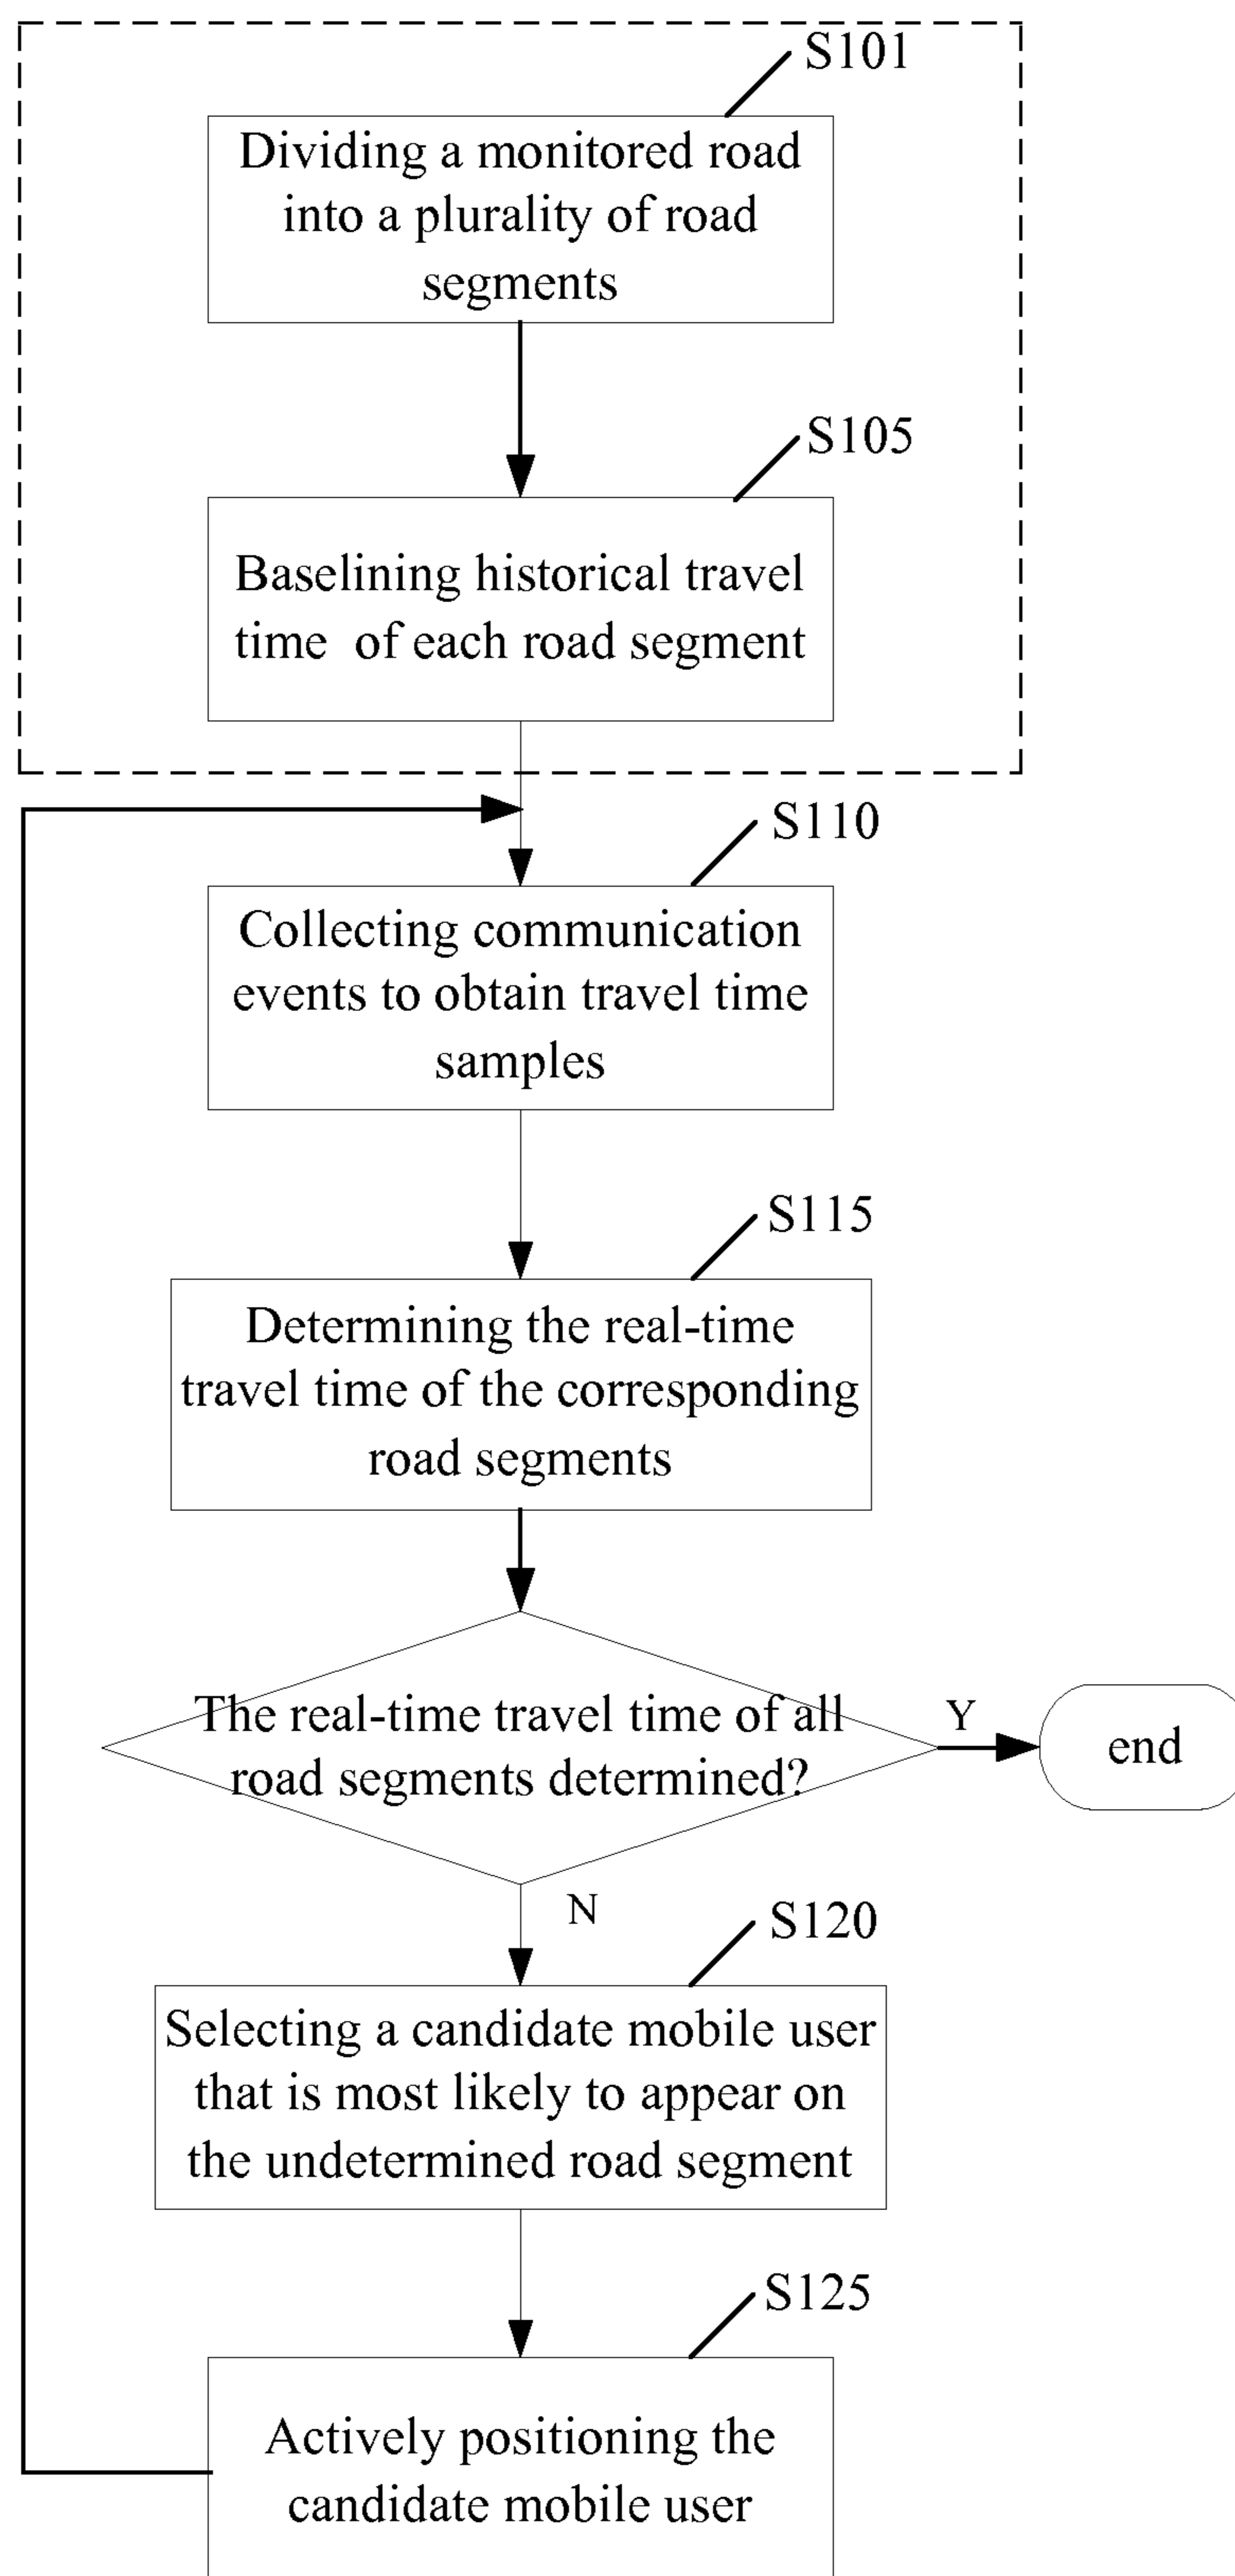 S101
Dividing a monitored road
into a plurality of road
segments
S105
Baselining historical travel
time of each road segment
S110
Collecting communication
events to obtain travel time
samples
S115
Determining the real-time
travel time of the corresponding
road segments
The real-time travel time of all
road segments determined?
Y
end
N
S120
Selecting a candidate mobile user
that is most likely to appear on
the undetermined road segment
S125
Actively positioning the
candidate mobile user